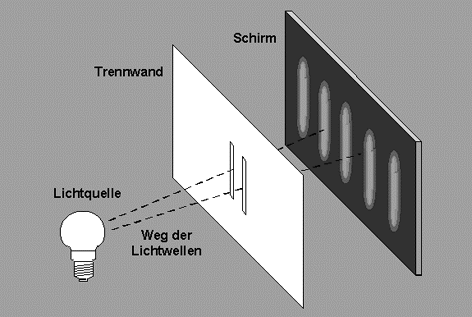 Schirm
Trennwand
Lichtquelle
Weg der
Lichtwellen